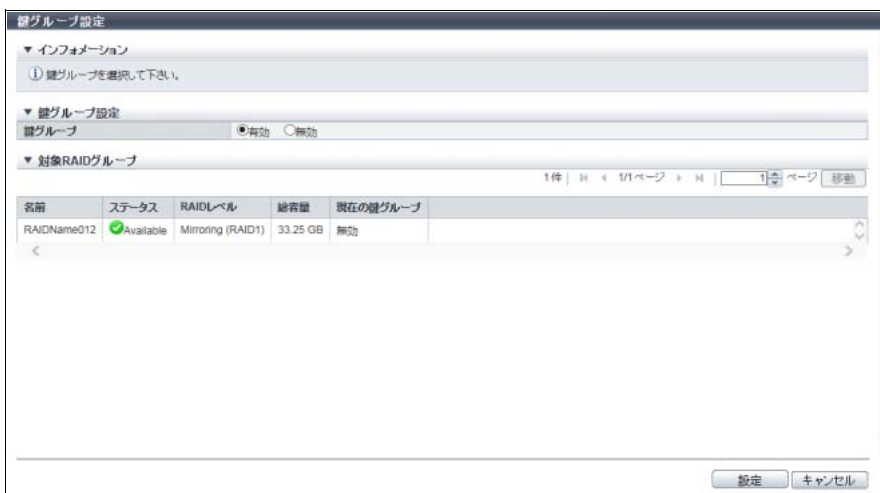 鍵グループ設定
▼ インフォメーション
鍵グループを選択して下さい。
▼ 鍵グループ設定
鍵グループ 有効 無効
▼ 対象RAIDグループ
1件 1/1ページ 1 ページ 移動
名前 ステータス RAIDレベル 総容量 現在の鍵グループ
RAIDName012 Available Mirroring (RAID1) 33.25 GB 無効
設定 キャンセル